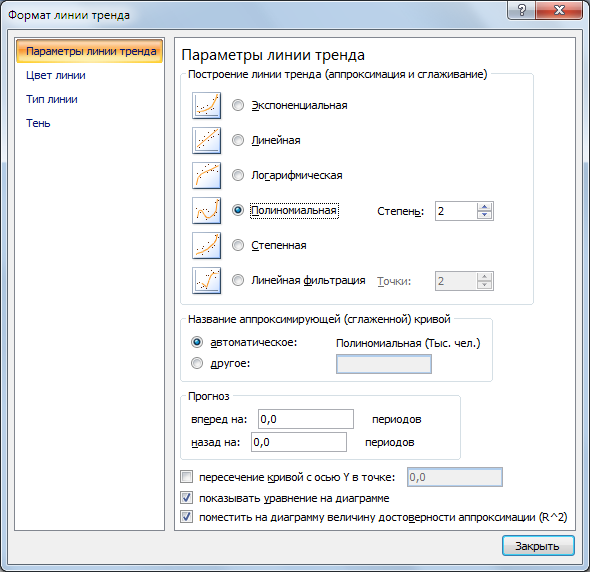 Формат линии тренда
Параметры линии тренда
Цвет линии
Тип линии
Тень
Параметры линии тренда
Построение линии тренда (аппроксимация и сглаживание)
Экспоненциальная
Линейная
Логарифмическая
Полиномиальная Степень: 2
Степенная
Линейная фильтрация Точки: 2
Название аппроксимирующей (сглаженной) кривой
автоматическое: Полиномиальная (Тыс. чел.)
другое:
Прогноз
вперед на: 0,0 периодов
назад на: 0,0 периодов
пересечение кривой с осью Y в точке: 0,0
показывать уравнение на диаграмме
поместить на диаграмму величину достоверности аппроксимации (R^2)
Закрыть